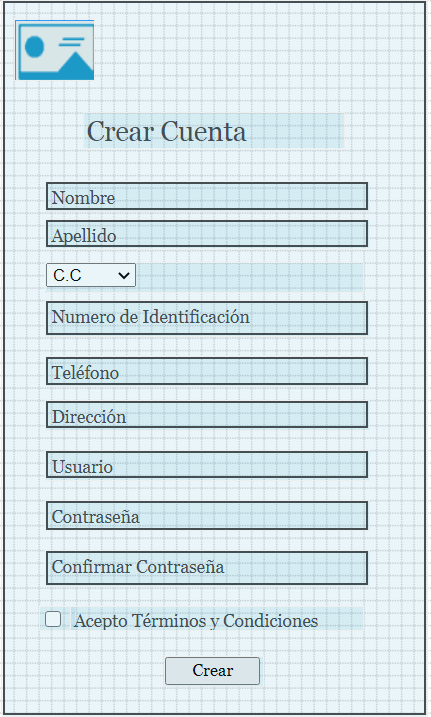 Crear Cuenta
Nombre
Apellido
C.C
Numero de Identificación
Teléfono
Dirección
Usuario
Contraseña
Confirmar Contraseña
Acepto Términos y Condiciones
Crear